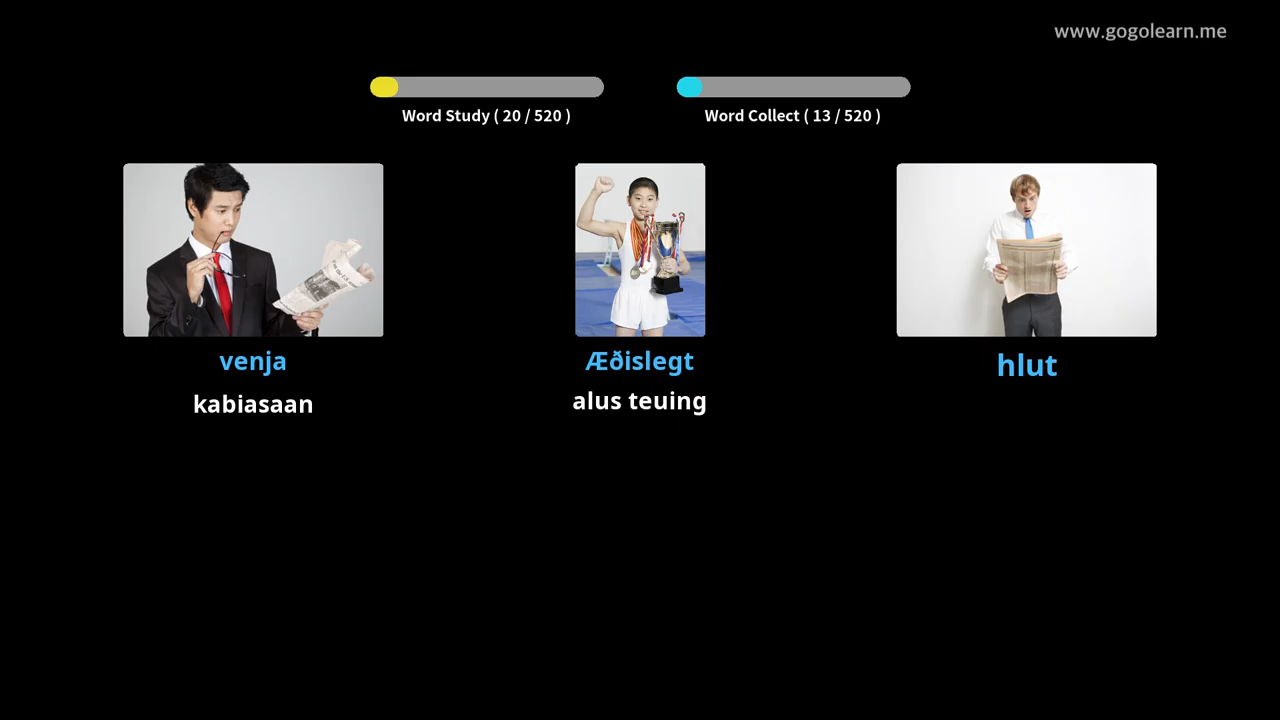 www.gogolearn.me
Word Study ( 20 / 520 )
Word Collect ( 13 / 520 )
venja
Æðislegt
hlut
kabiasaan
alus teuing